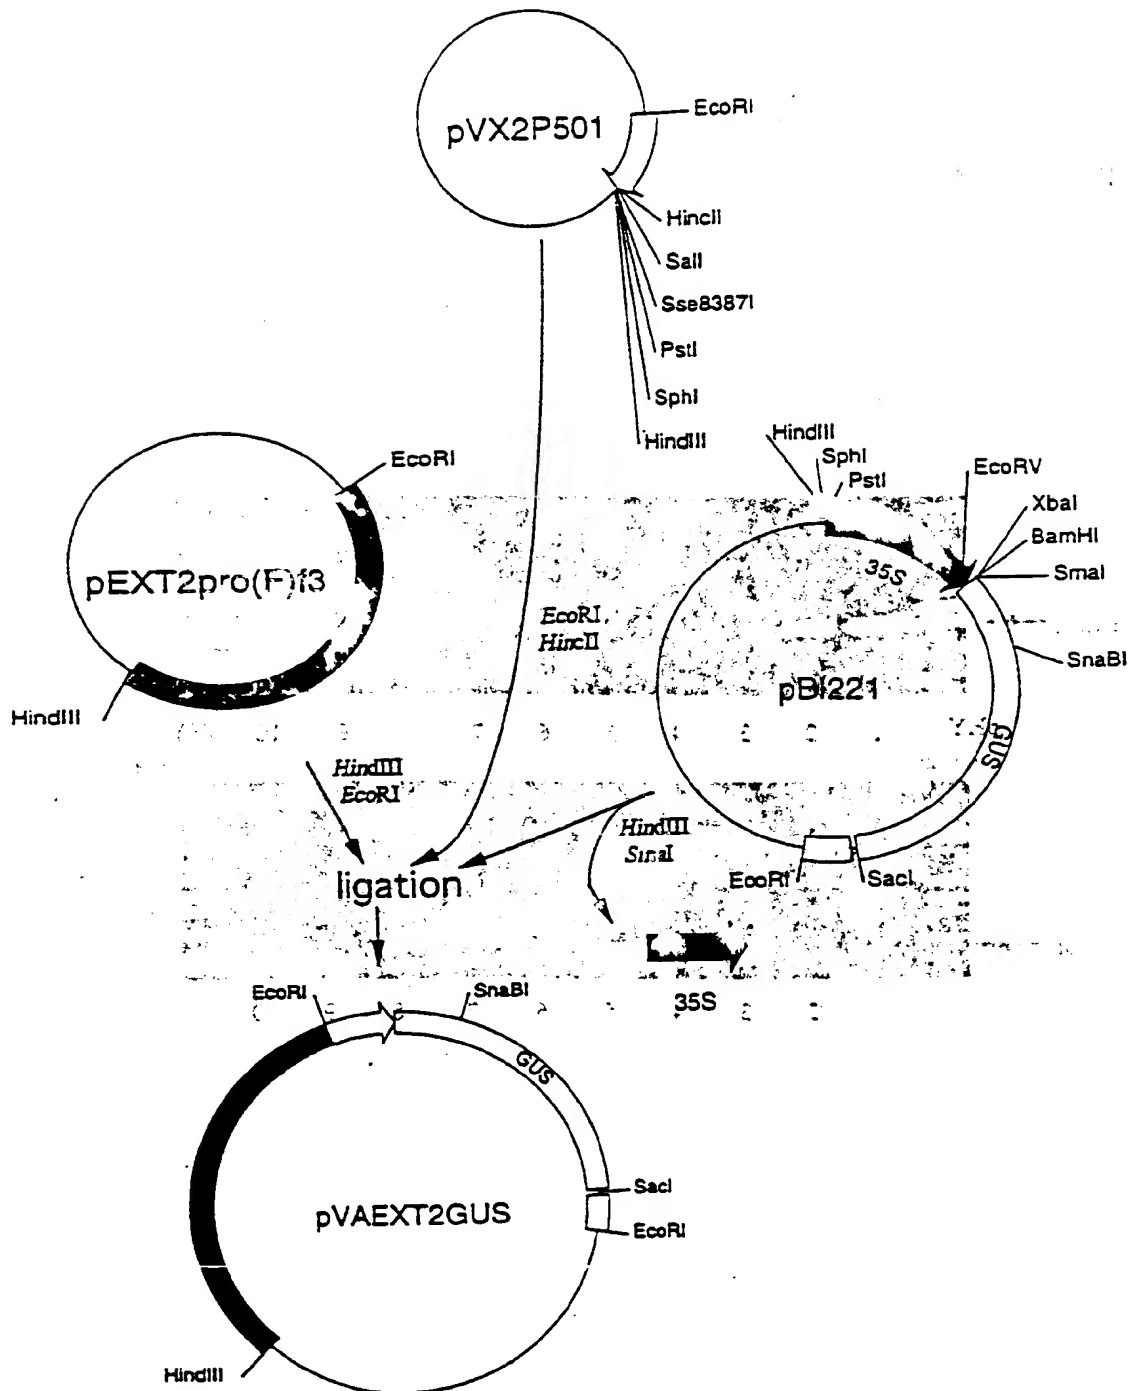 pVX2P501
EcoRI
HincII
SalI
Sse8387I
PstI
SphI
HindIII
pEXT2pro(F)f3
EcoRI
HindIII
HindIII
SphI
PstI
EcoRV
XbaI
BamHI
SmaI
SnaBI
35S
pBI221
GUS
EcoRI
SacI
EcoRI,
HincII
HindIII
EcoRI
HindIII
SmaI
ligation
35S
EcoRI
SnaBI
GUS
SacI
EcoRI
pVAEXT2GUS
HindIII